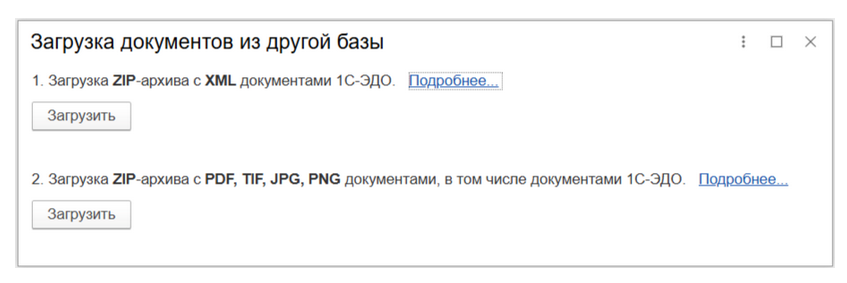 Загрузка документов из другой базы
1. Загрузка ZIP-архива с XML документами 1С-ЭДО. Подробнее...
Загрузить
2. Загрузка ZIP-архива с PDF, TIF, JPG, PNG документами, в том числе документами 1С-ЭДО. Подробнее...
Загрузить